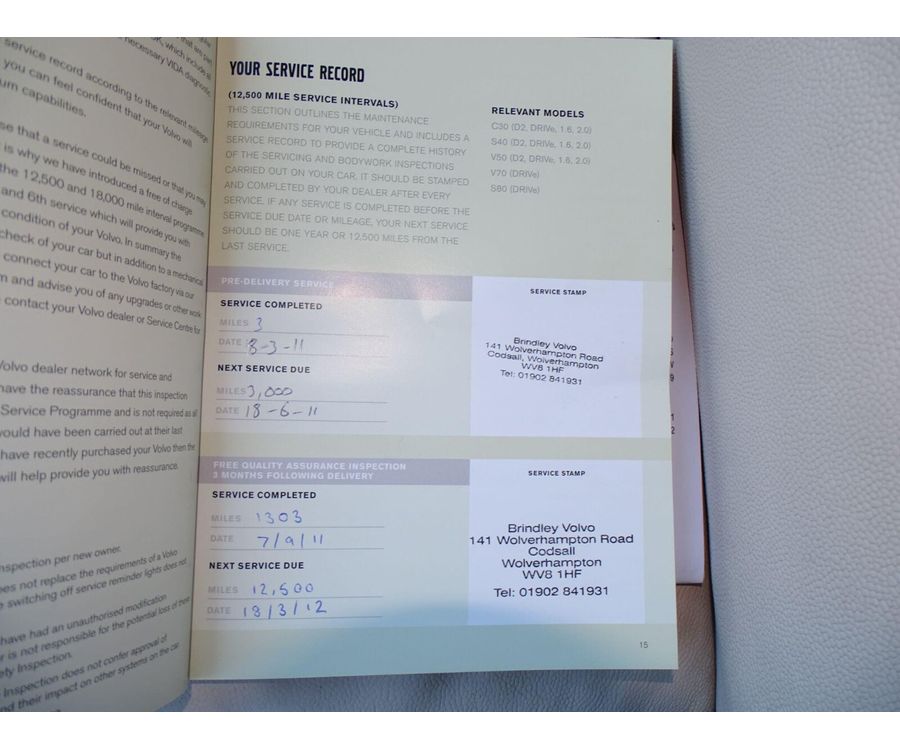 OK, which include all
necessary VIDA diagnostic
service record according to the relevant mileage
you can feel confident that your Volvo will
um capabilities.
se that a service could be missed or that you may
is why we have introduced a free of charge
the 12,500 and 18,000 mile interval programme
and 6th service which will provide you with
condition of your Volvo. In summary the
check of your car but in addition to a mechanical
connect your car to the Volvo factory via our
m and advise you of any upgrades or other work
contact your Volvo dealer or Service Centre for
Volvo dealer network for service and
have the reassurance that this inspection
Service Programme and is not required as all
would have been carried out at their last
have recently purchased your Volvo then the
will help provide you with reassurance.
nspection per new owner.
es not replace the requirements of a Volvo
e switching off service reminder lights does not
have had an unauthorised modification
r is not responsible for the potential loss of their
ety Inspection.
Inspection does not confer approval of
nd their impact on other systems on the car
YOUR SERVICE RECORD
(12,500 MILE SERVICE INTERVALS)
THIS SECTION OUTLINES THE MAINTENANCE
REQUIREMENTS FOR YOUR VEHICLE AND INCLUDES A
SERVICE RECORD TO PROVIDE A COMPLETE HISTORY
OF THE SERVICING AND BODYWORK INSPECTIONS
CARRIED OUT ON YOUR CAR. IT SHOULD BE STAMPED
AND COMPLETED BY YOUR DEALER AFTER EVERY
SERVICE. IF ANY SERVICE IS COMPLETED BEFORE THE
SERVICE DUE DATE OR MILEAGE, YOUR NEXT SERVICE
SHOULD BE ONE YEAR OR 12,500 MILES FROM THE
LAST SERVICE.
RELEVANT MODELS
C30 (D2, DRIVe, 1.6, 2.0)
S40 (D2, DRIVe, 1.6, 2.0)
V50 (D2, DRIVe, 1.6, 2.0)
V70 (DRIVe)
S80 (DRIVe)
PRE-DELIVERY SERVICE
SERVICE COMPLETED
MILES 3
DATE 18-3-11
NEXT SERVICE DUE
MILES 3,000
DATE 18-6-11
SERVICE STAMP
Brindley Volvo
141 Wolverhampton Road
Codsall, Wolverhampton
WV8 1HF
Tel: 01902 841931
FREE QUALITY ASSURANCE INSPECTION
3 MONTHS FOLLOWING DELIVERY
SERVICE COMPLETED
MILES 1303
DATE 7/9/11
NEXT SERVICE DUE
MILES 12,500
DATE 18/3/12
SERVICE STAMP
Brindley Volvo
141 Wolverhampton Road
Codsall
Wolverhampton
WV8 1HF
Tel: 01902 841931
15